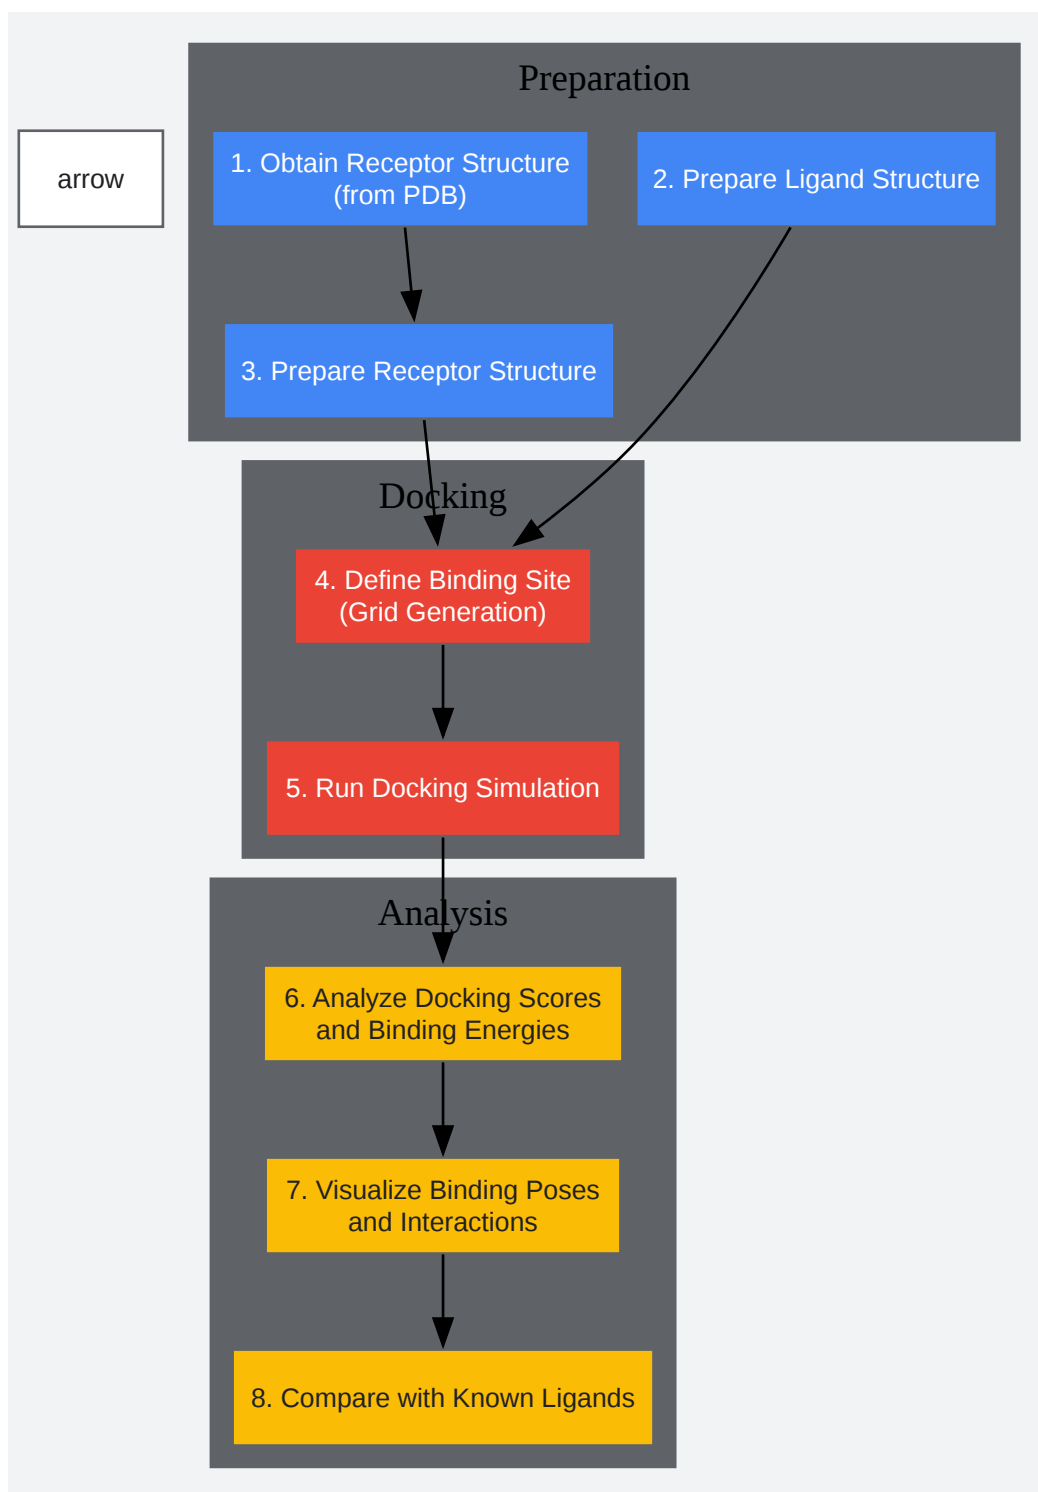 Preparation
arrow
1. Obtain Receptor Structure
(from PDB)
2. Prepare Ligand Structure
3. Prepare Receptor Structure
Docking
4. Define Binding Site
(Grid Generation)
5. Run Docking Simulation
Analysis
6. Analyze Docking Scores
and Binding Energies
7. Visualize Binding Poses
and Interactions
8. Compare with Known Ligands